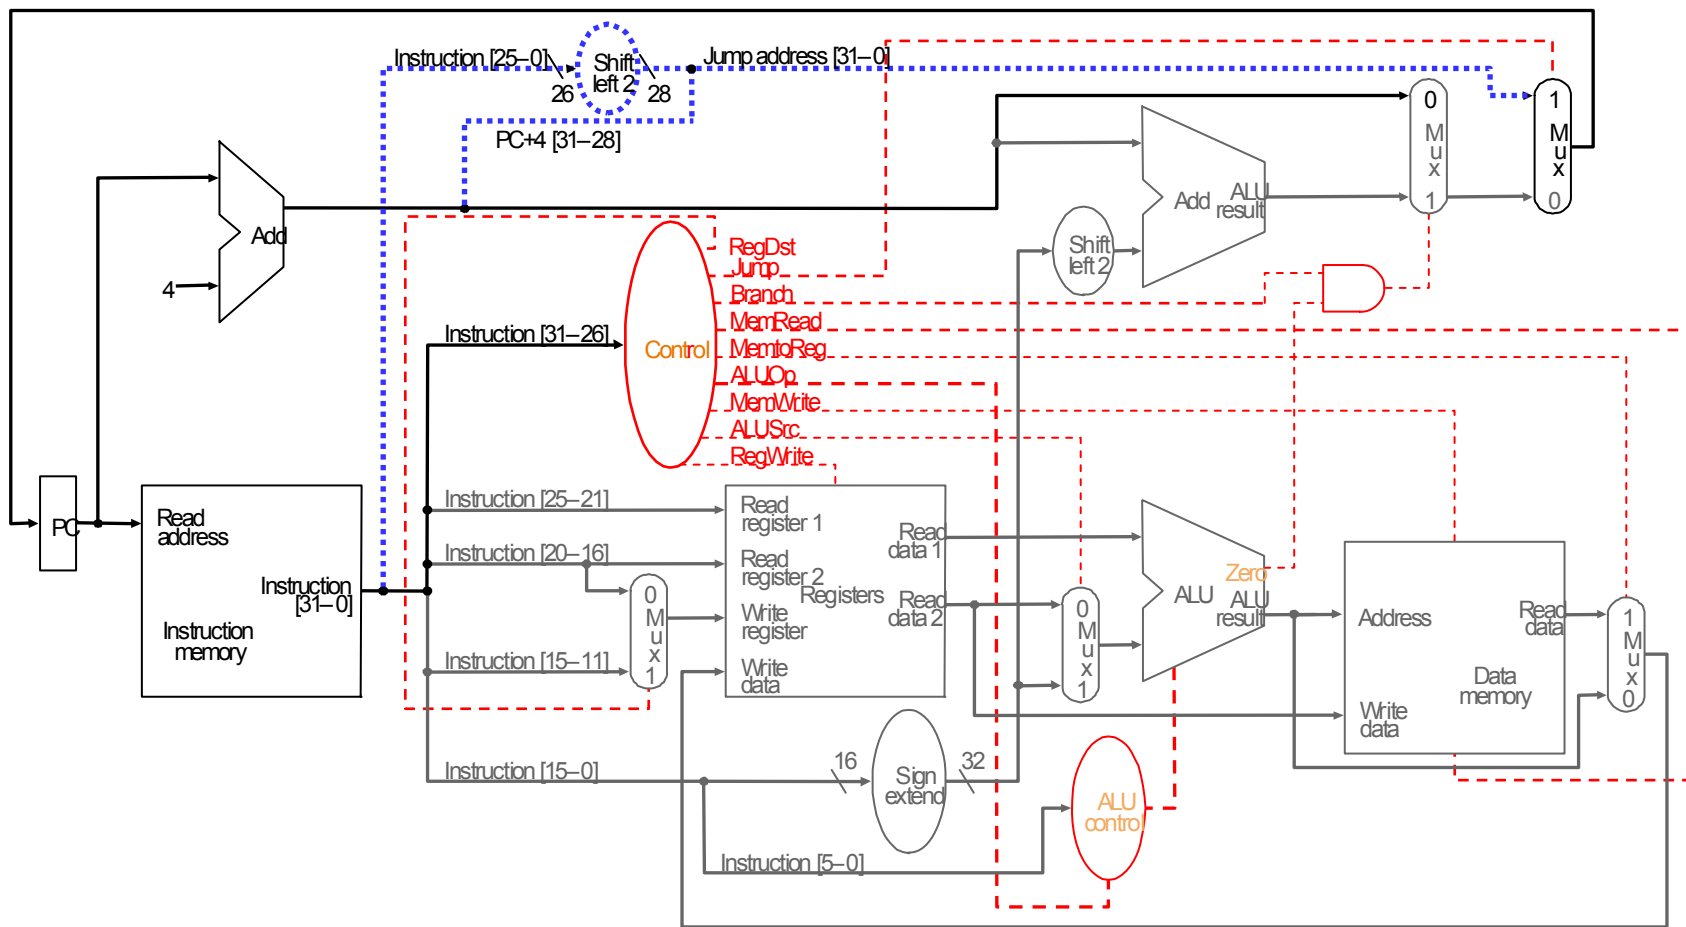 Instruction [25–0]
Shift
left 2
Jump address [31–0]
26
28
PC+4 [31–28]
0
M
u
x
1
1
M
u
x
0
Add
ALU
result
Add
4
Shift
left 2
RegDst
Jump
Branch
MemRead
MemtoReg
ALUOp
MemWrite
ALUSrc
RegWrite
Instruction [31–26]
Control
PC
Read
address
Instruction
[31–0]
Instruction
memory
Instruction [25–21]
Instruction [20–16]
Instruction [15–11]
Instruction [15–0]
0
M
u
x
1
Read
register 1
Read
register 2
Registers
Write
register
Write
data
Read
data 1
Read
data 2
0
M
u
x
1
Zero
ALU
ALU
result
Address
Read
data
Data
memory
Write
data
1
M
u
x
0
16
Sign
extend
32
ALU
control
Instruction [5–0]